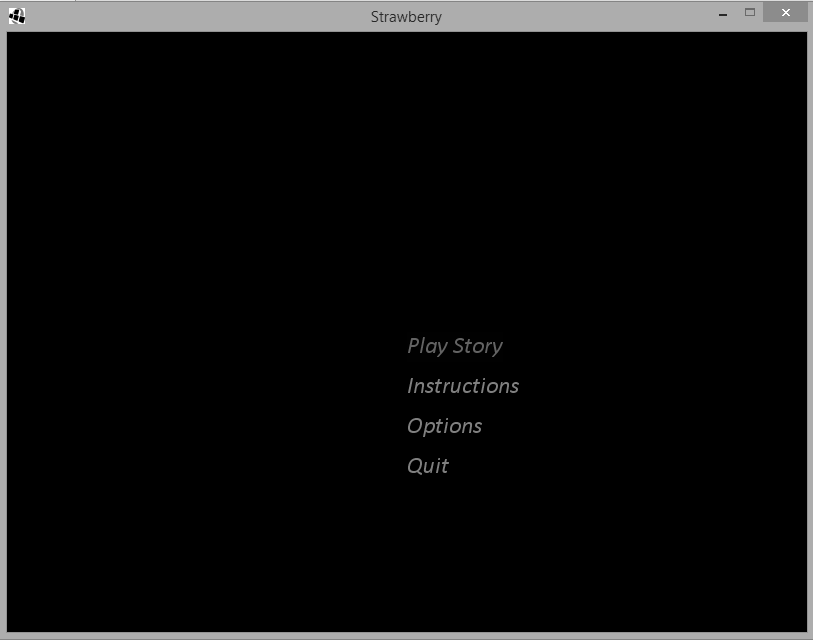 Strawberry
Play Story
Instructions
Options
Quit